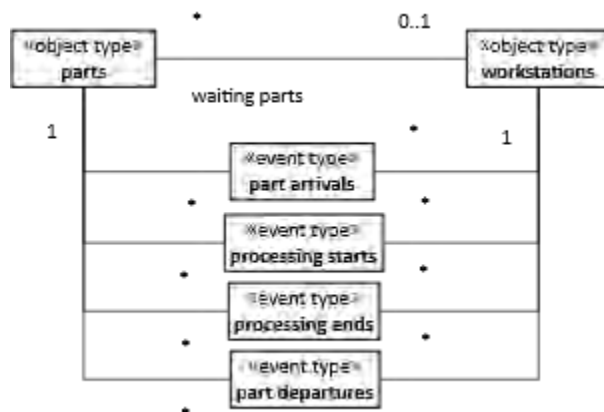 * 0..1
«object type» «object type»
parts workstations
waiting parts
1 * 1
«event type»
part arrivals
* *
«event type»
processing starts
* *
«event type»
processing ends
* *
«event type»
part departures
*